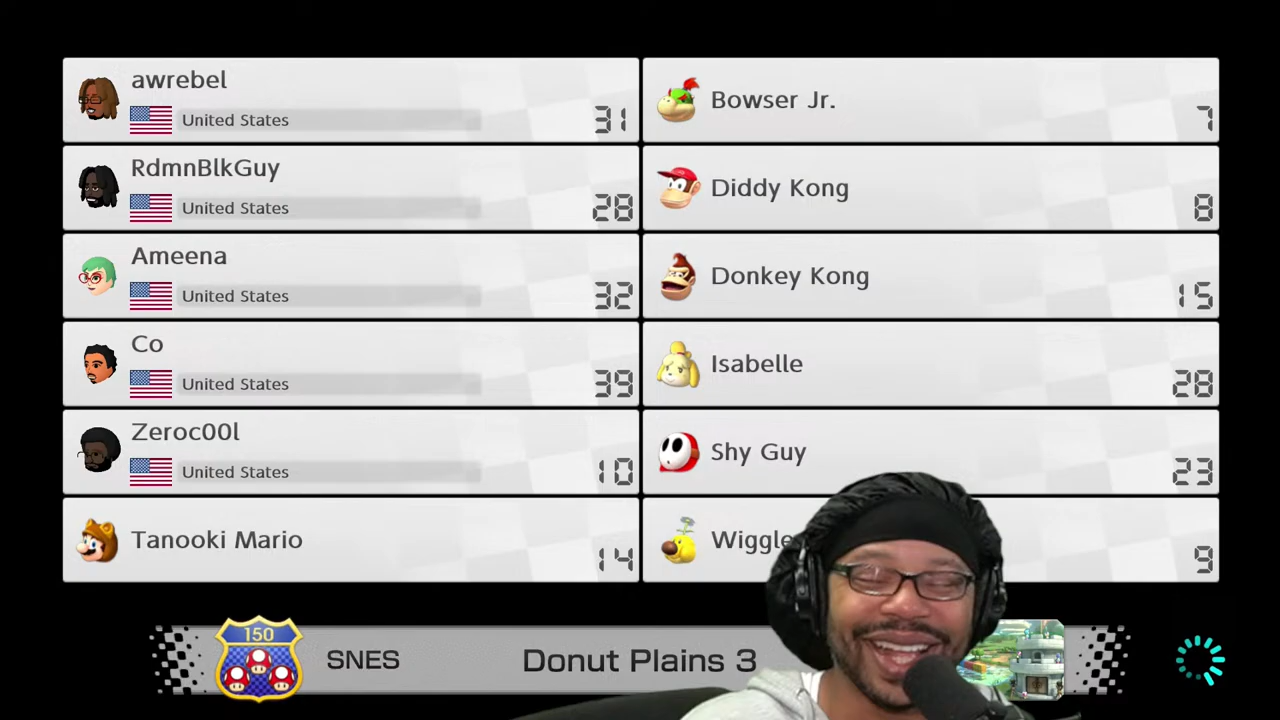 awrebel
United States
31
RdmnBlkGuy
United States
28
Ameena
United States
32
Co
United States
39
Zeroc00l
United States
10
Tanooki Mario
14
Bowser Jr.
7
Diddy Kong
8
Donkey Kong
15
Isabelle
28
Shy Guy
23
Wiggle
9
150
SNES
Donut Plains 3